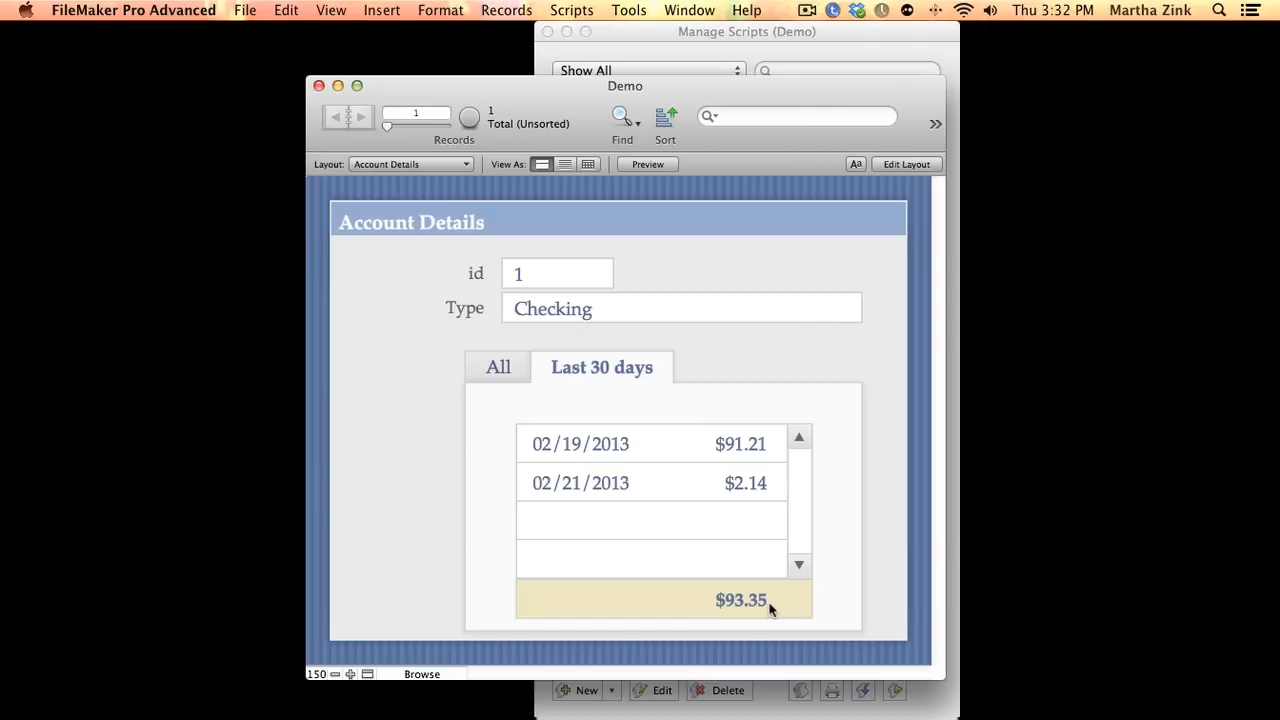 FileMaker Pro Advanced File Edit View Insert Format Records Scripts Tools Window Help Thu 3:32 PM Martha Zink
Manage Scripts (Demo)
Show All
Demo
1
1
Total (Unsorted)
Records
Find
Sort
Layout: Account Details View As: Preview Aa Edit Layout
Account Details
id 1
Type Checking
All Last 30 days
02/19/2013 $91.21
02/21/2013 $2.14
$93.35
150 Browse
New Edit Delete